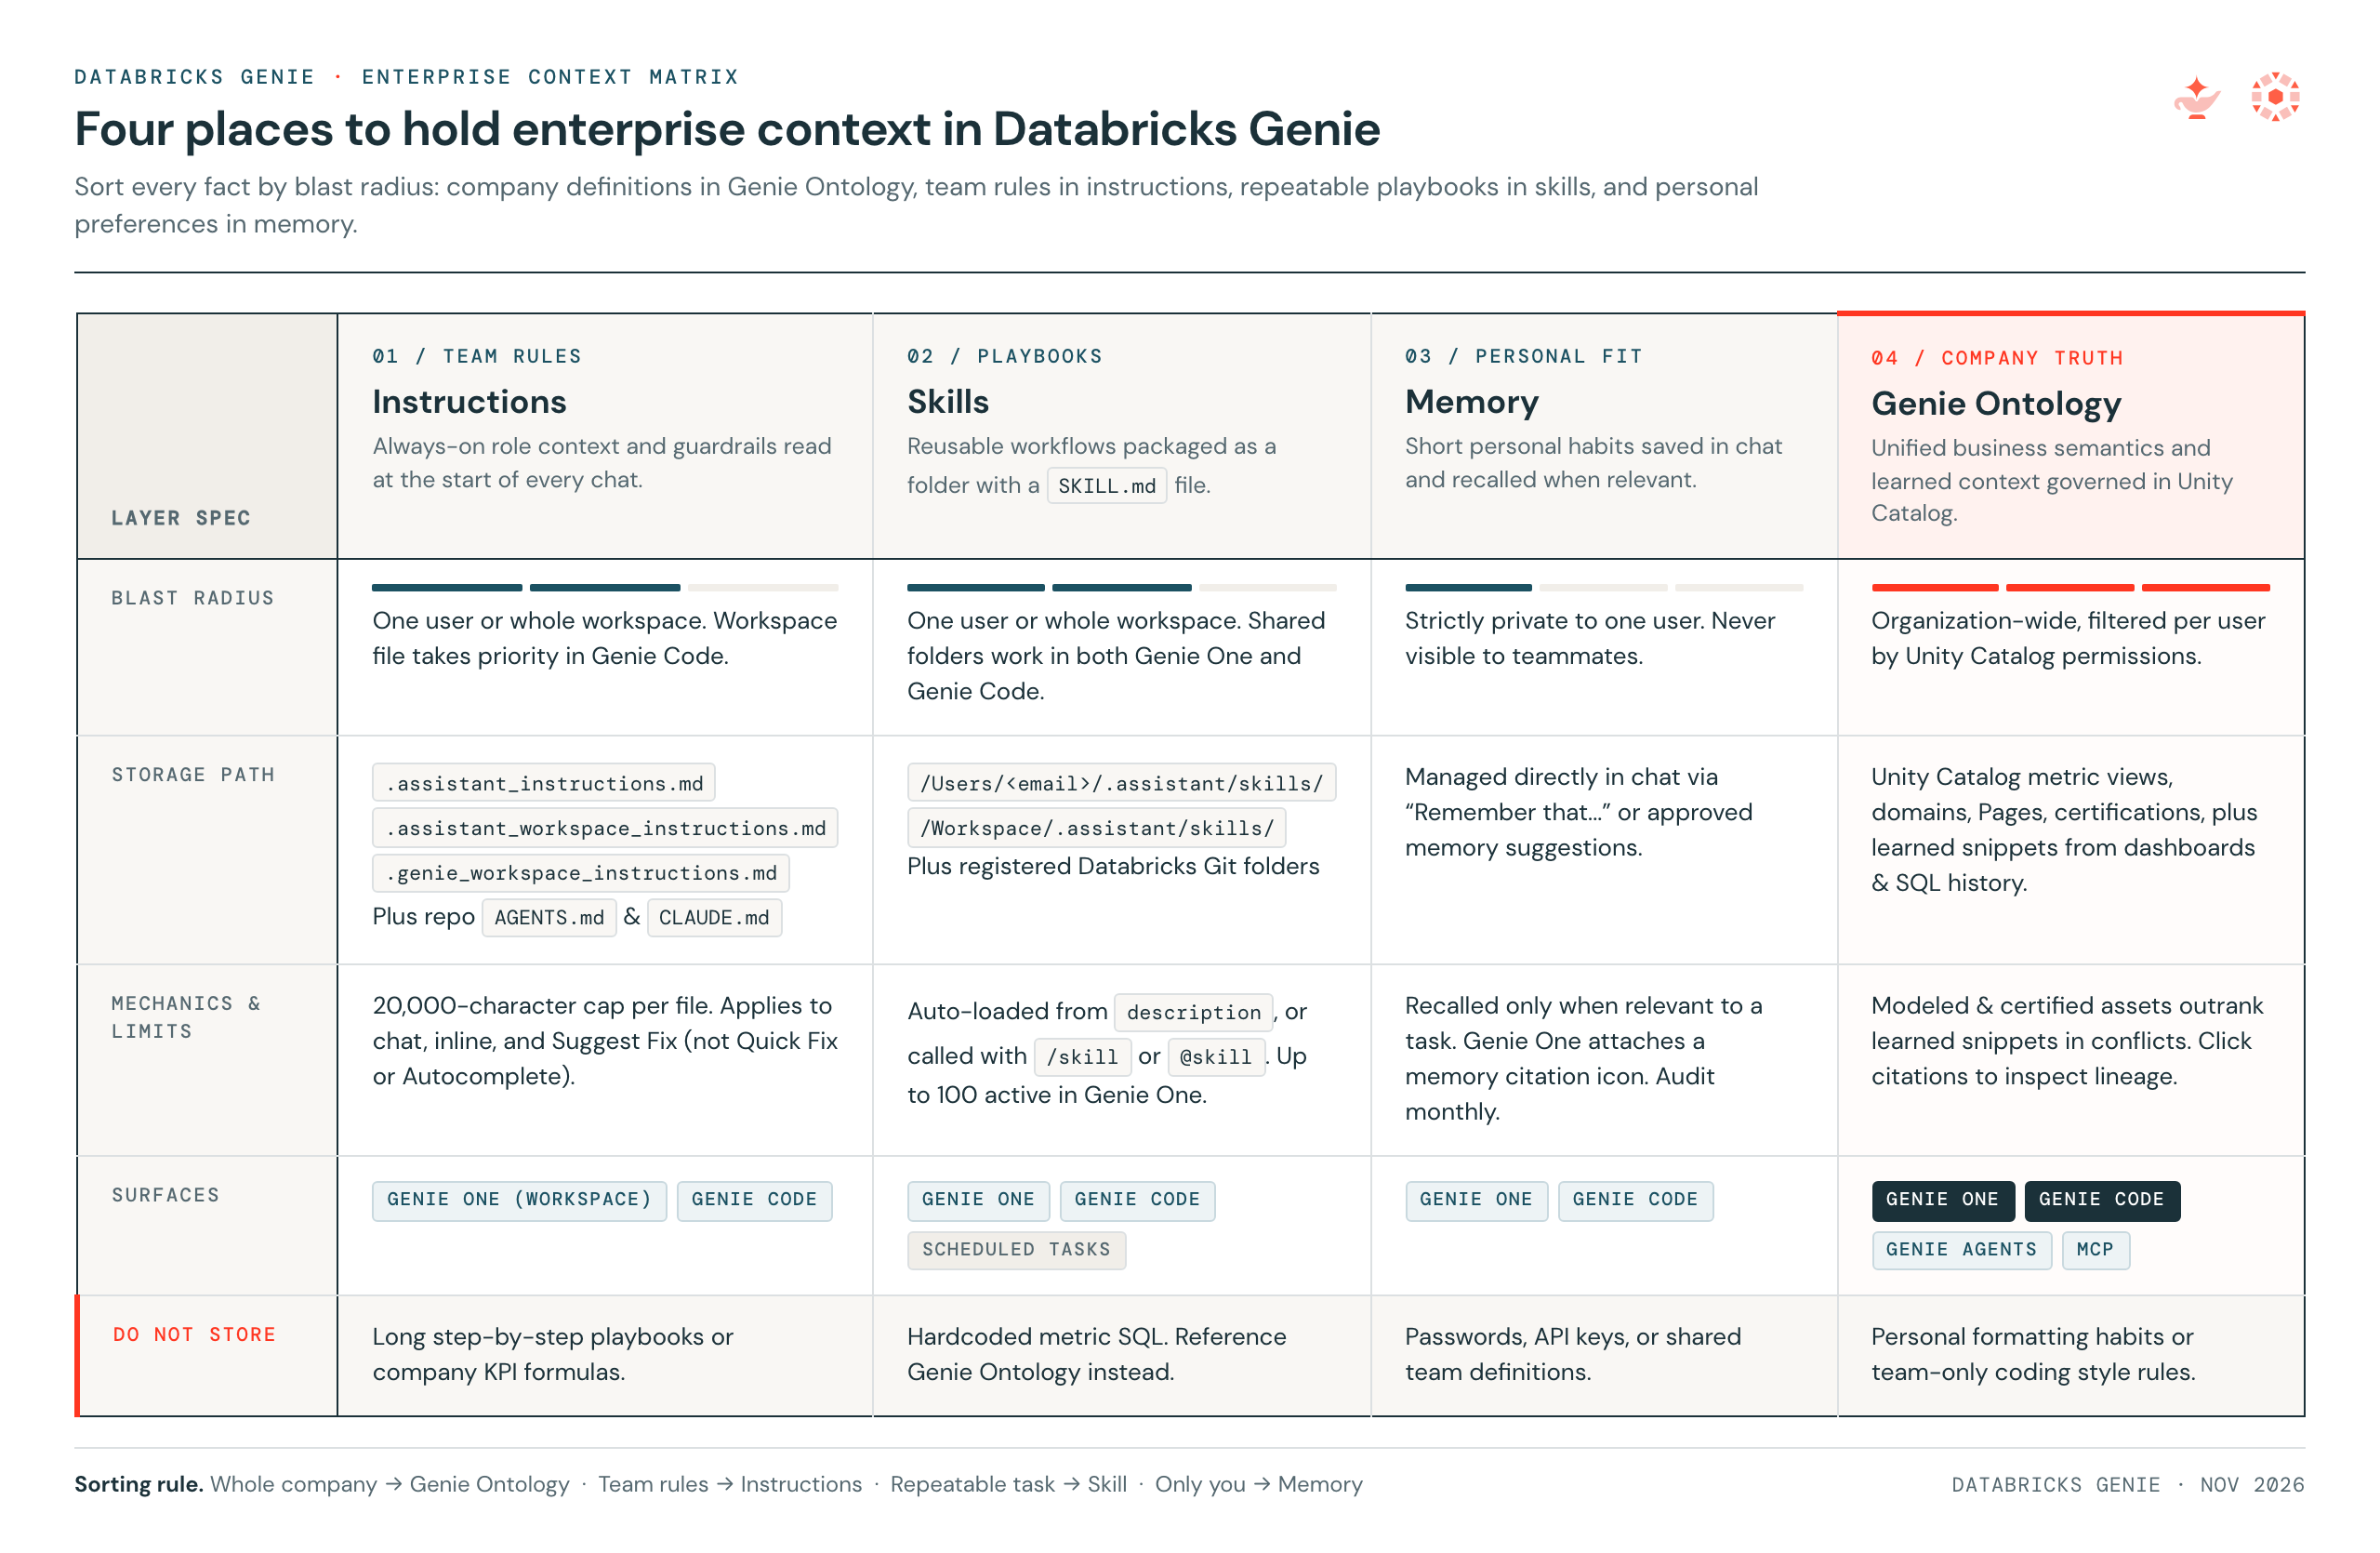 DATABRICKS GENIE · ENTERPRISE CONTEXT MATRIX
Four places to hold enterprise context in Databricks Genie
Sort every fact by blast radius: company definitions in Genie Ontology, team rules in instructions, repeatable playbooks in skills, and personal
preferences in memory.
LAYER SPEC
01 / TEAM RULES
Instructions
Always-on role context and guardrails read
at the start of every chat.
02 / PLAYBOOKS
Skills
Reusable workflows packaged as a
folder with a SKILL.md file.
03 / PERSONAL FIT
Memory
Short personal habits saved in chat
and recalled when relevant.
04 / COMPANY TRUTH
Genie Ontology
Unified business semantics and
learned context governed in Unity
Catalog.
BLAST RADIUS
One user or whole workspace. Workspace
file takes priority in Genie Code.
One user or whole workspace. Shared
folders work in both Genie One and
Genie Code.
Strictly private to one user. Never
visible to teammates.
Organization-wide, filtered per user
by Unity Catalog permissions.
STORAGE PATH
.assistant_instructions.md
.assistant_workspace_instructions.md
.genie_workspace_instructions.md
Plus repo AGENTS.md & CLAUDE.md
/Users/<email>/.assistant/skills/
/Workspace/.assistant/skills/
Plus registered Databricks Git folders
Managed directly in chat via
“Remember that…” or approved
memory suggestions.
Unity Catalog metric views,
domains, Pages, certifications, plus
learned snippets from dashboards
& SQL history.
MECHANICS &
LIMITS
20,000-character cap per file. Applies to
chat, inline, and Suggest Fix (not Quick Fix
or Autocomplete).
Auto-loaded from description, or
called with /skill or @skill. Up
to 100 active in Genie One.
Recalled only when relevant to a
task. Genie One attaches a
memory citation icon. Audit
monthly.
Modeled & certified assets outrank
learned snippets in conflicts. Click
citations to inspect lineage.
SURFACES
GENIE ONE (WORKSPACE) GENIE CODE
GENIE ONE GENIE CODE
SCHEDULED TASKS
GENIE ONE GENIE CODE
GENIE ONE GENIE CODE
GENIE AGENTS MCP
DO NOT STORE
Long step-by-step playbooks or
company KPI formulas.
Hardcoded metric SQL. Reference
Genie Ontology instead.
Passwords, API keys, or shared
team definitions.
Personal formatting habits or
team-only coding style rules.
Sorting rule. Whole company → Genie Ontology · Team rules → Instructions · Repeatable task → Skill · Only you → Memory
DATABRICKS GENIE · NOV 2026